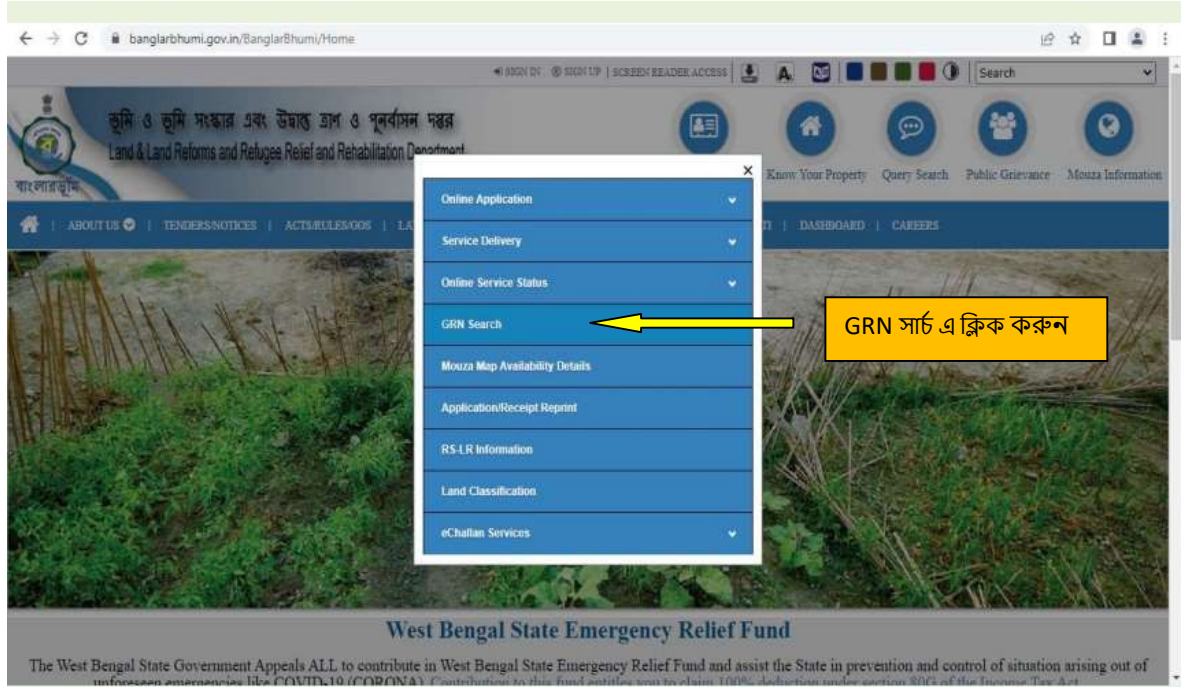 banglarbhumi.gov.in/BanglarBhumi/Home
SIGN IN SIGN UP | SCREEN READER ACCESS | A | Search
ভূমি ও ভূমি সংস্কার এবং উদ্বাস্তু ত্রাণ ও পুনর্বাসন দপ্তর
Land & Land Reforms and Refugee Relief and Rehabilitation Department
বাংলারভূমি
Know Your Property Query Search Public Grievance Mouza Information
| ABOUT US | TENDERS/NOTICES | ACTS/RULES/GOS | LA
| DASHBOARD | CAREERS
×
Online Application
Service Delivery
Online Service Status
GRN Search
Mouza Map Availability Details
Application/Receipt Reprint
RS-LR Information
Land Classification
eChallan Services
GRN সার্চ এ ক্লিক করুন
West Bengal State Emergency Relief Fund
The West Bengal State Government Appeals ALL to contribute in West Bengal State Emergency Relief Fund and assist the State in prevention and control of situation arising out of
unforeseen emergencies like COVID-19 (CORONA). Contribution to this fund entitles you to claim 100% deduction under section 80G of the Income Tax Act